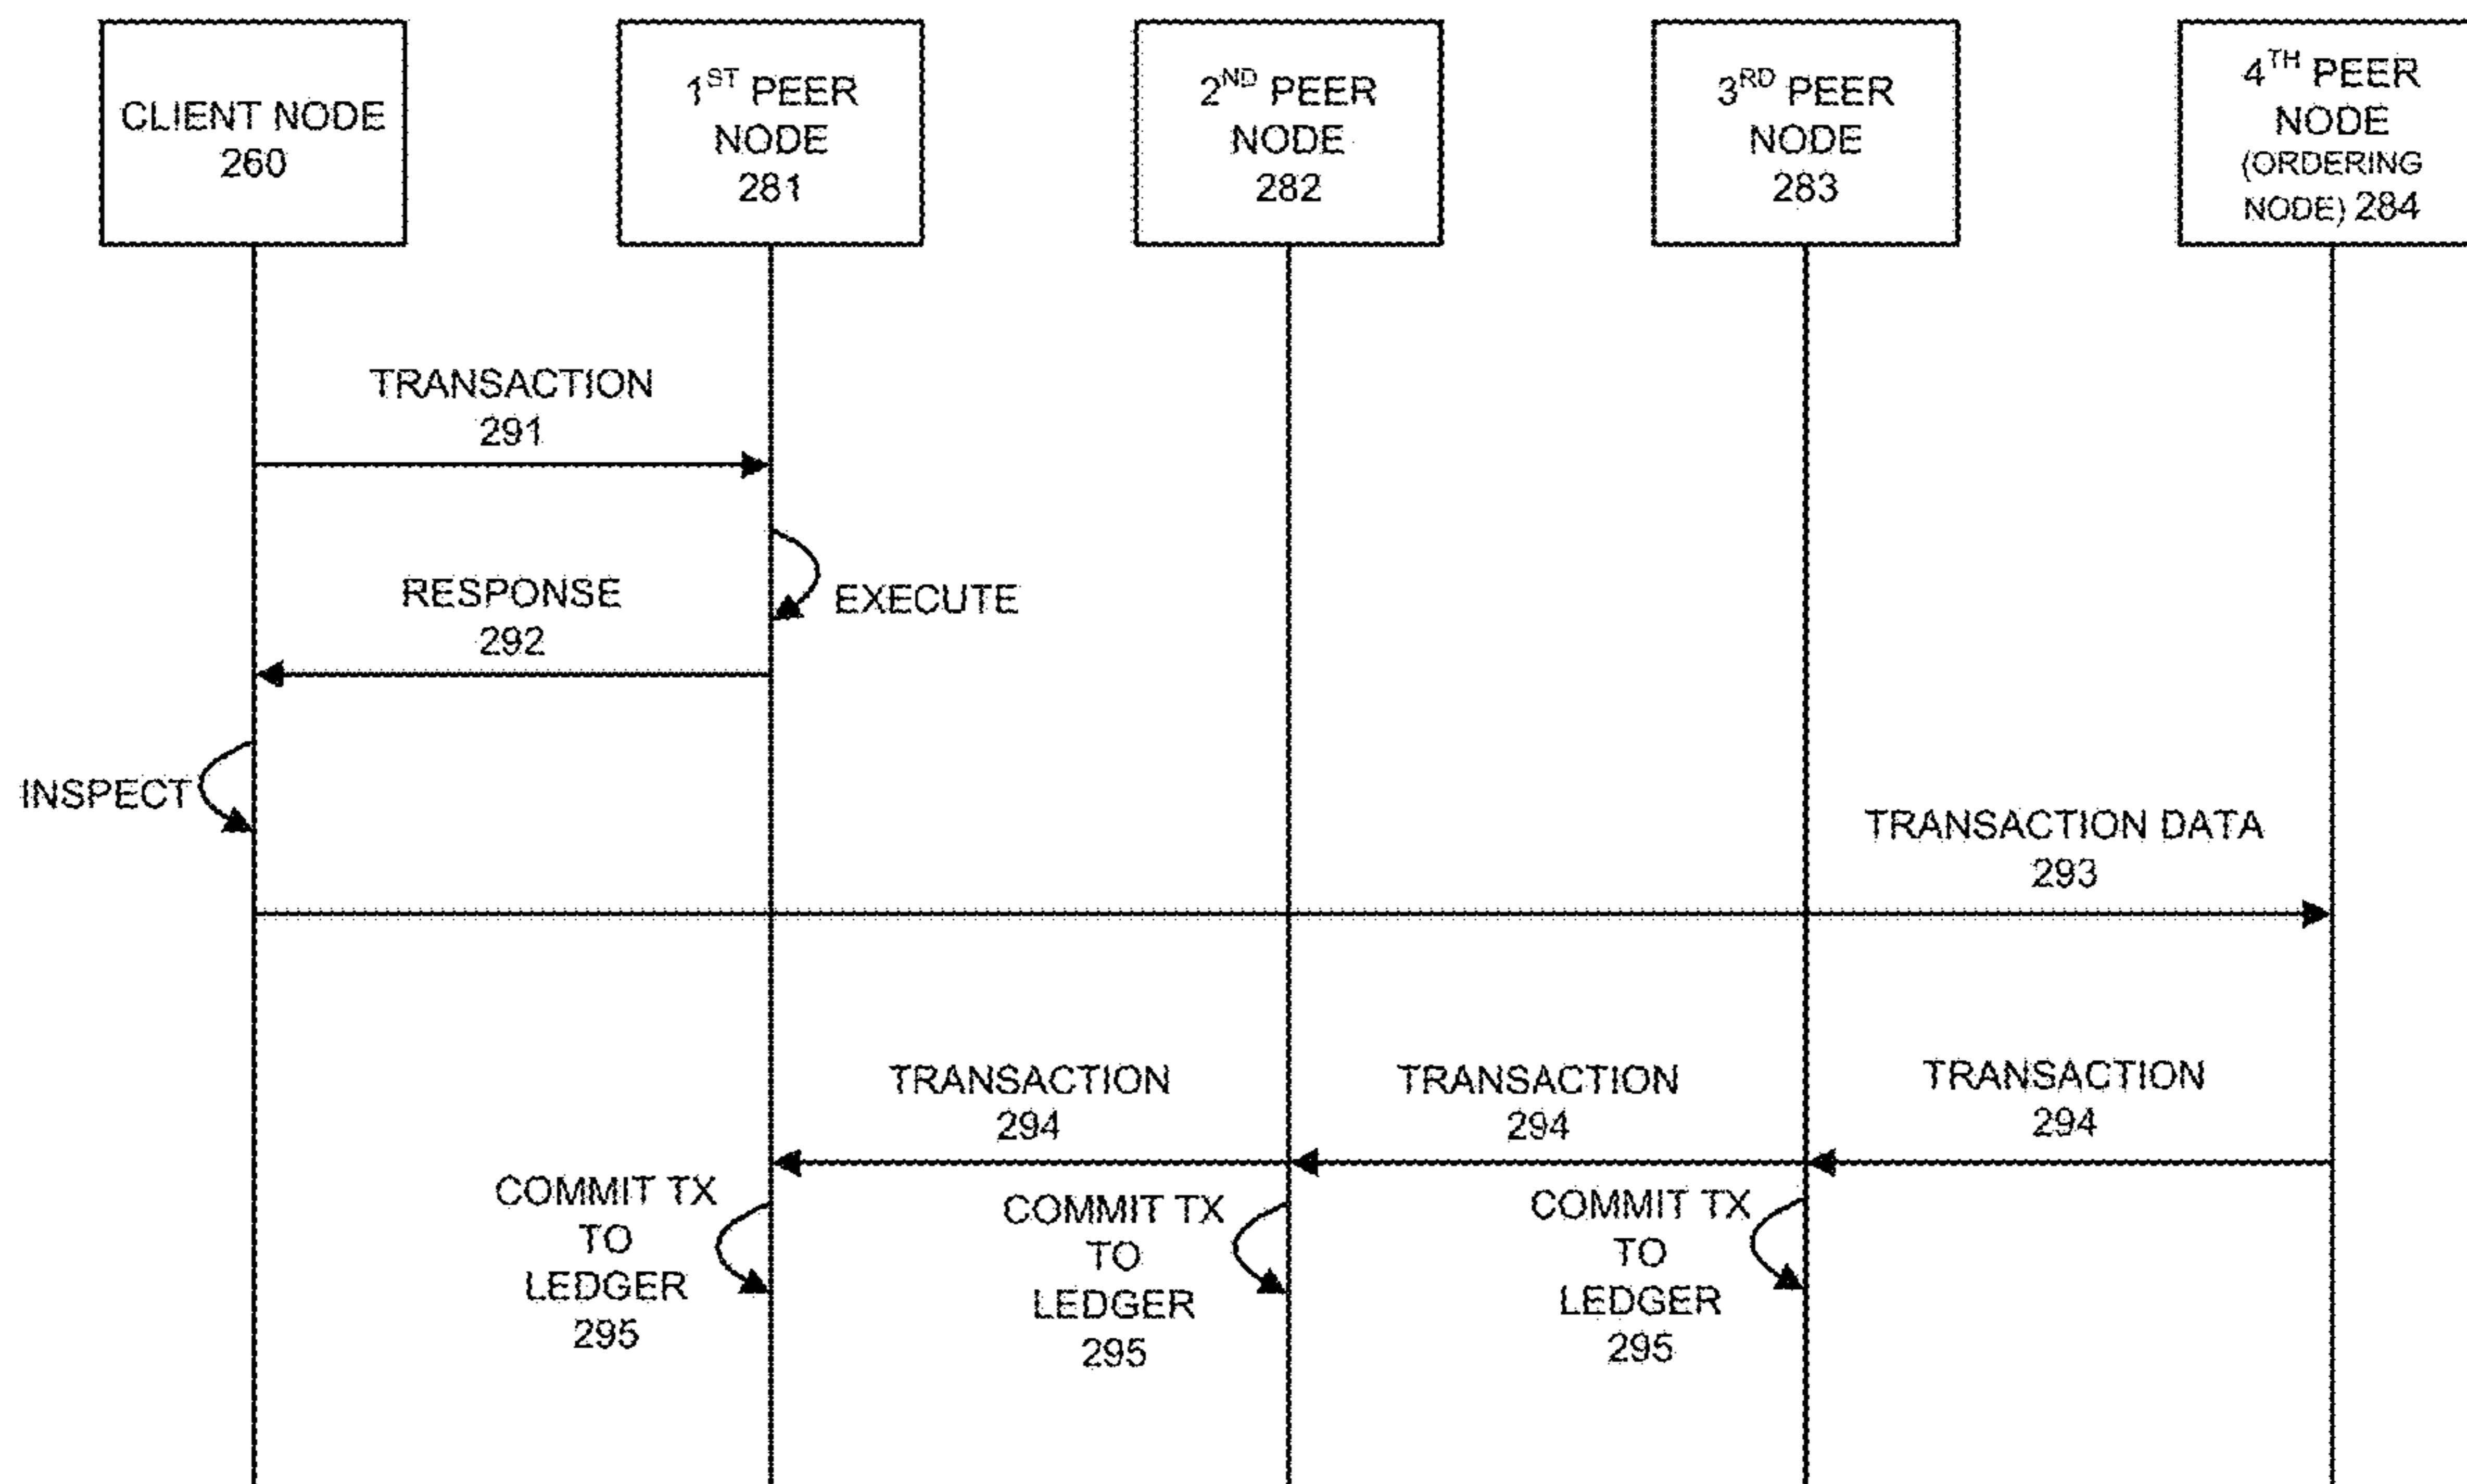 CLIENT NODE
260
1ST PEER
NODE
281
2ND PEER
NODE
282
3RD PEER
NODE
283
4TH PEER
NODE
(ORDERING
NODE) 284
TRANSACTION
291
EXECUTE
RESPONSE
292
INSPECT
TRANSACTION DATA
293
TRANSACTION
294
TRANSACTION
294
TRANSACTION
294
COMMIT TX
TO
LEDGER
295
COMMIT TX
TO
LEDGER
295
COMMIT TX
TO
LEDGER
295